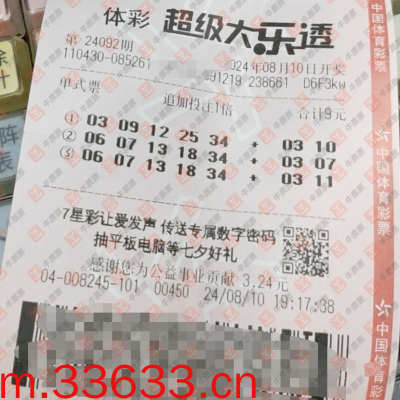 体彩 超级大乐透
第 24092期 2024年08月10日开奖
110430-085261 238661 D6F3kw
单式票 追加投注1倍 合计9元
① 03 09 12 25 34 + 03 10
② 06 07 13 18 34 + 03 07
③ 06 07 13 18 34 + 03 11
7星彩让爱发声 传送专属数字密码
抽平板电脑等七夕好礼
感谢您为公益事业贡献 3.24元
04-008245-101 00450 24/08/10 19:17:38
m.33633.cn
中国体育彩票
中国体育彩票
中国体育彩